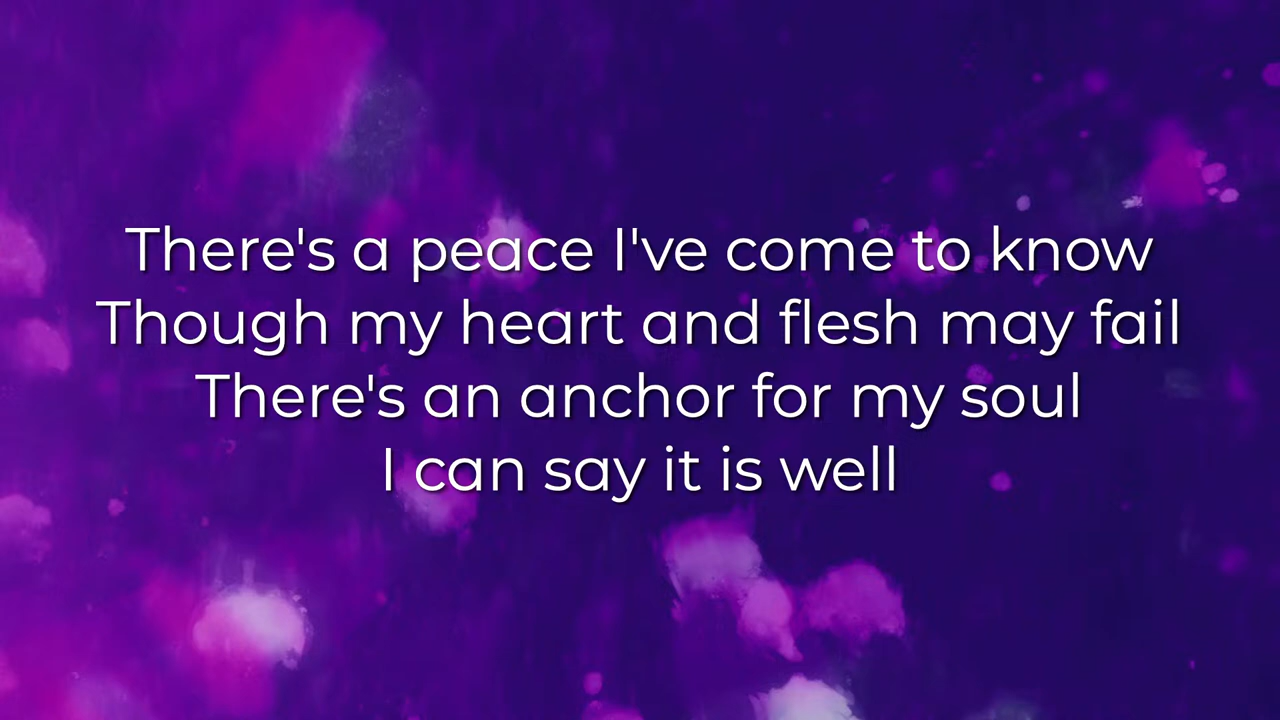 There's a peace I've come to know
Though my heart and flesh may fail
There's an anchor for my soul
I can say it is well